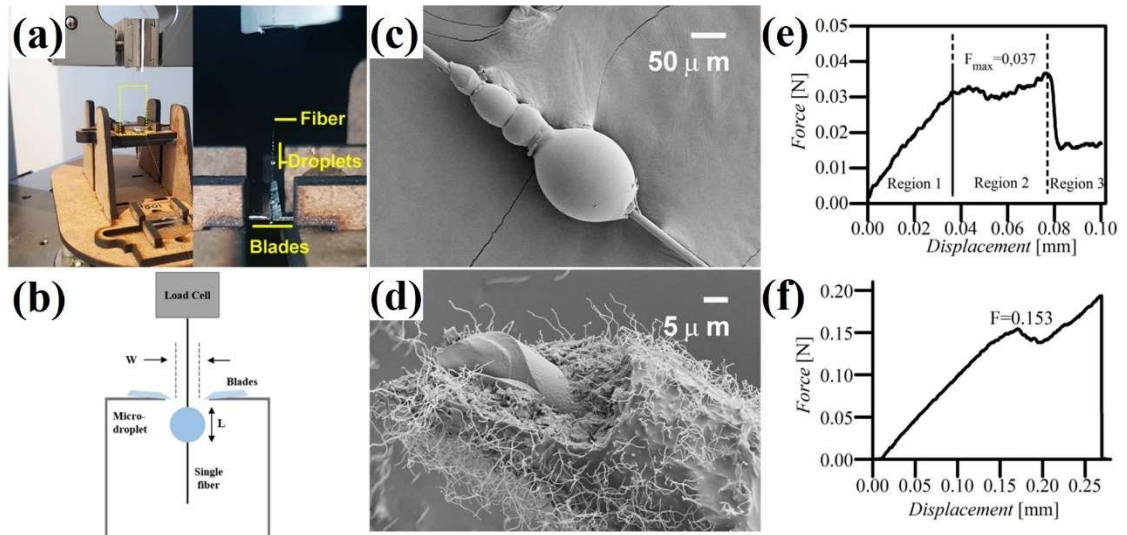 (a)
Fiber
Droplets
Blades
(b)
Load Cell
W
Blades
Micro-
droplet
L
Single
fiber
(c)
50 μ m
(d)
5 μ m
(e)
Force [N]
0.05
0.04
0.03
0.02
0.01
0.00
Fmax=0,037
Region 1
Region 2
Region 3
0.00
0.02
0.04
0.06
0.08
0.10
Displacement [mm]
(f)
Force [N]
0.20
0.15
0.10
0.05
0.00
F=0.153
0.00
0.05
0.10
0.15
0.20
0.25
Displacement [mm]